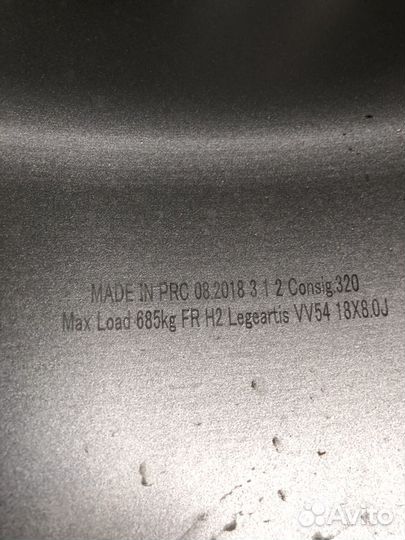 MADE IN PRC 08.2018 3 1 2 Consig.320
Max Load 685kg FR H2 Legeartis VV54 18X8.0J
Avito